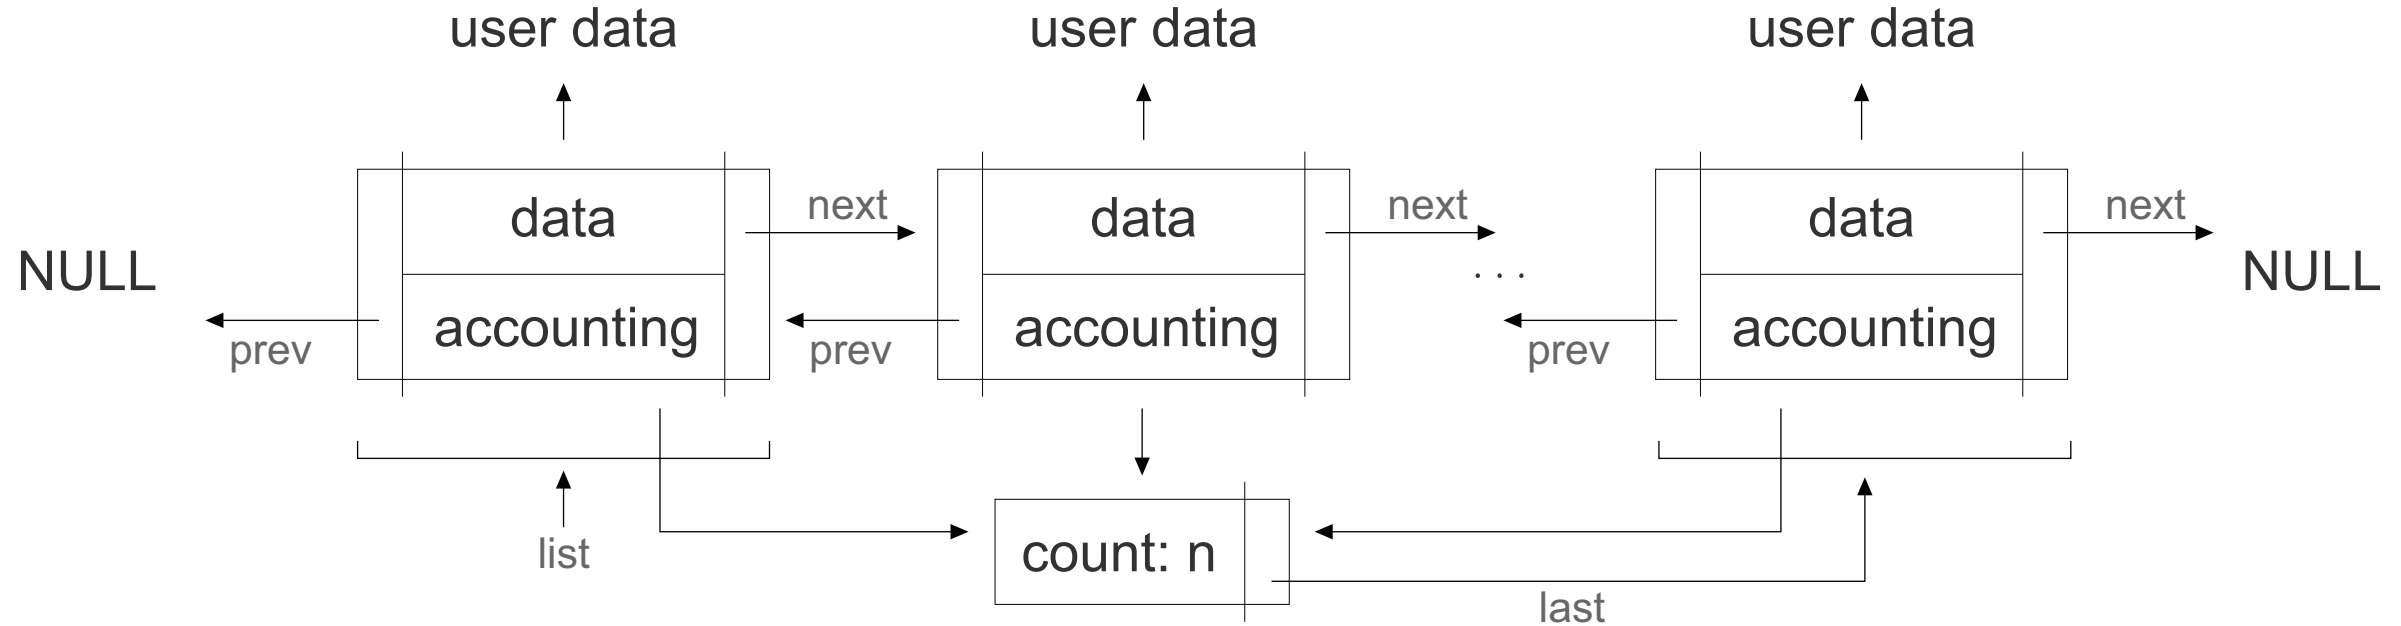 user data
user data
user data
data
next
data
next
data
next
NULL
. . .
NULL
accounting
accounting
accounting
prev
prev
prev
list
count: n
last